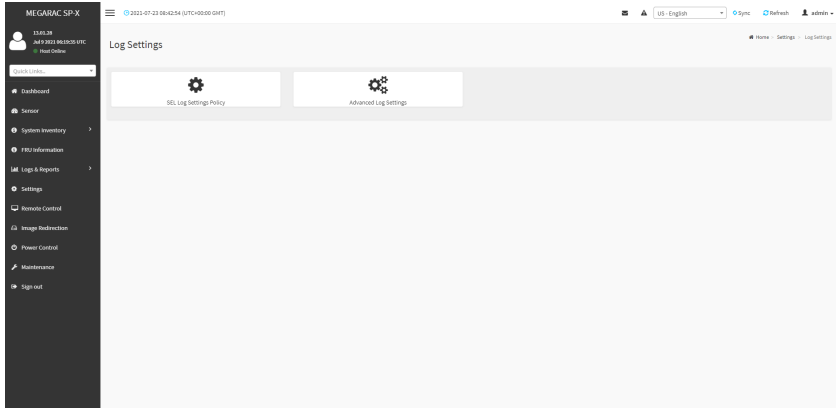 MEGARAC SP-X
2021-07-23 08:42:54 (UTC+00:00 GMT)
US - English
Sync
Refresh
admin
13.01.28
Jul 9 2021 06:19:35 UTC
Host Online
Quick Links...
Dashboard
Sensor
System Inventory
FRU Information
Logs & Reports
Settings
Remote Control
Image Redirection
Power Control
Maintenance
Sign out
Log Settings
Home > Settings > Log Settings
SEL Log Settings Policy
Advanced Log Settings